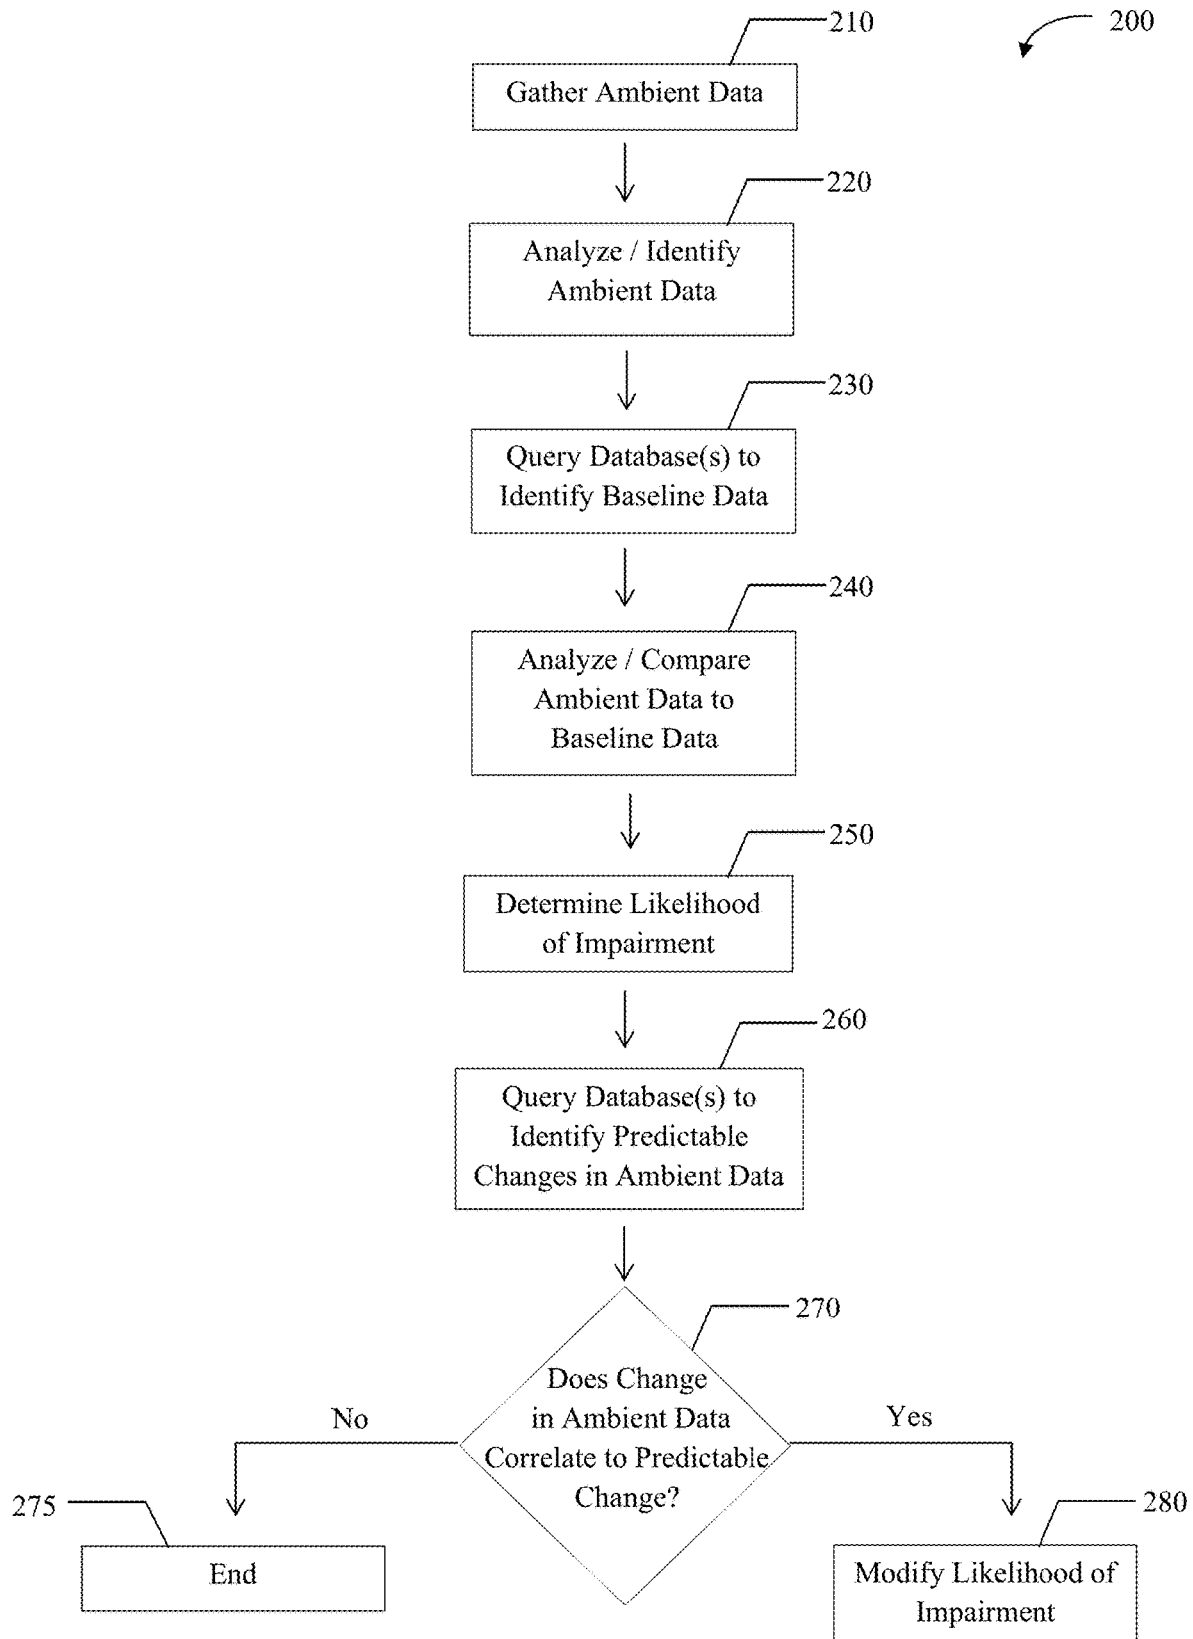 210
200
Gather Ambient Data
220
Analyze / Identify
Ambient Data
230
Query Database(s) to
Identify Baseline Data
240
Analyze / Compare
Ambient Data to
Baseline Data
250
Determine Likelihood
of Impairment
260
Query Database(s) to
Identify Predictable
Changes in Ambient Data
270
Does Change
in Ambient Data
Correlate to Predictable
Change?
No
Yes
275
End
280
Modify Likelihood of
Impairment